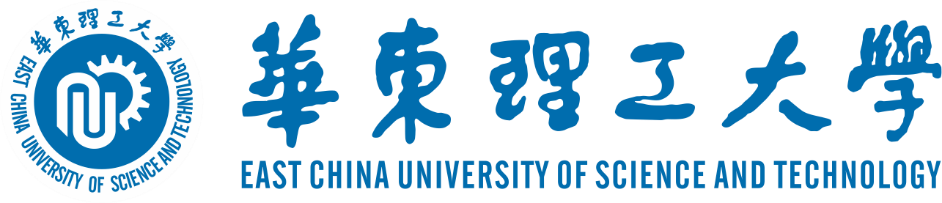 華東理工大學
EAST CHINA UNIVERSITY OF SCIENCE AND TECHNOLOGY
華東理工大學
EAST CHINA UNIVERSITY OF SCIENCE AND TECHNOLOGY